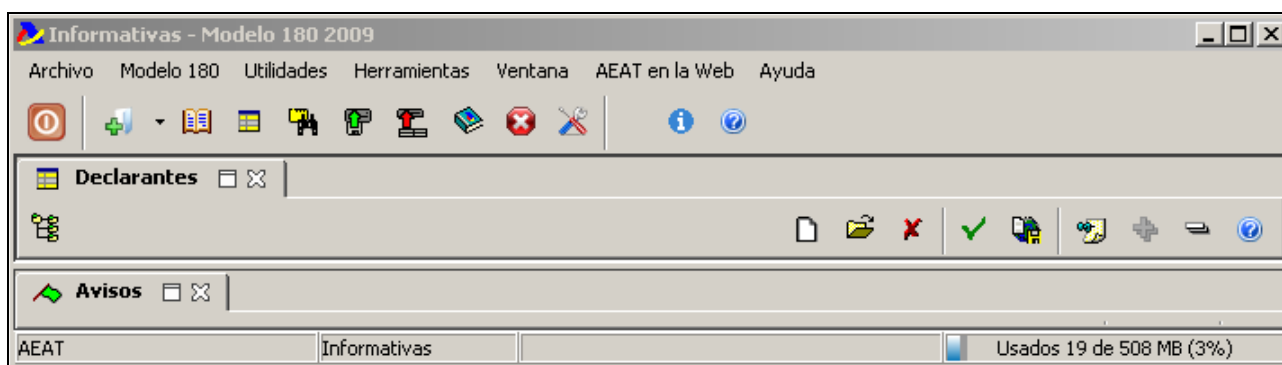 Informativas - Modelo 180 2009
Archivo Modelo 180 Utilidades Herramientas Ventana AEAT en la Web Ayuda
Declarantes
Avisos
AEAT Informativas Usados 19 de 508 MB (3%)